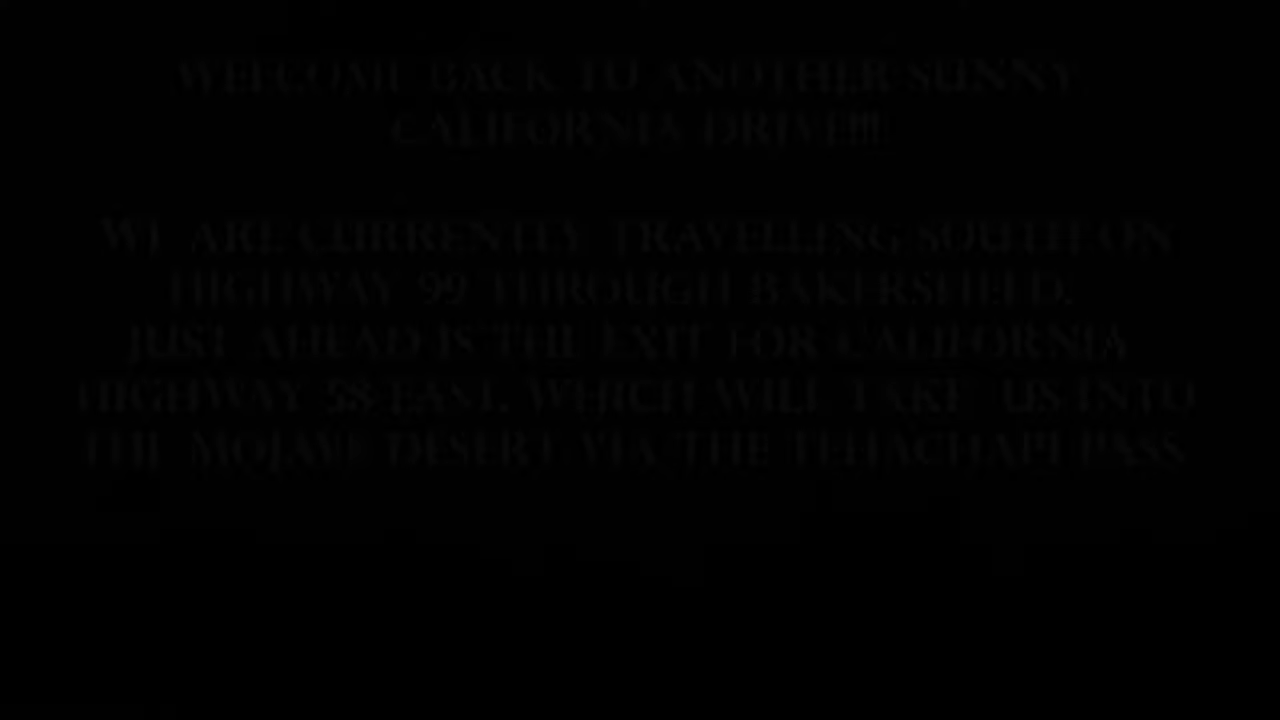 WELCOME BACK TO ANOTHER SUNNY
CALIFORNIA DRIVE!!!!
WE ARE CURRENTLY TRAVELLING SOUTH ON
HIGHWAY 99 THROUGH BAKERSFIELD.
JUST AHEAD IS THE EXIT FOR CALIFORNIA
HIGHWAY 58 EAST, WHICH WILL TAKE US INTO
THE MOJAVE DESERT VIA THE TEHACHAPI PASS